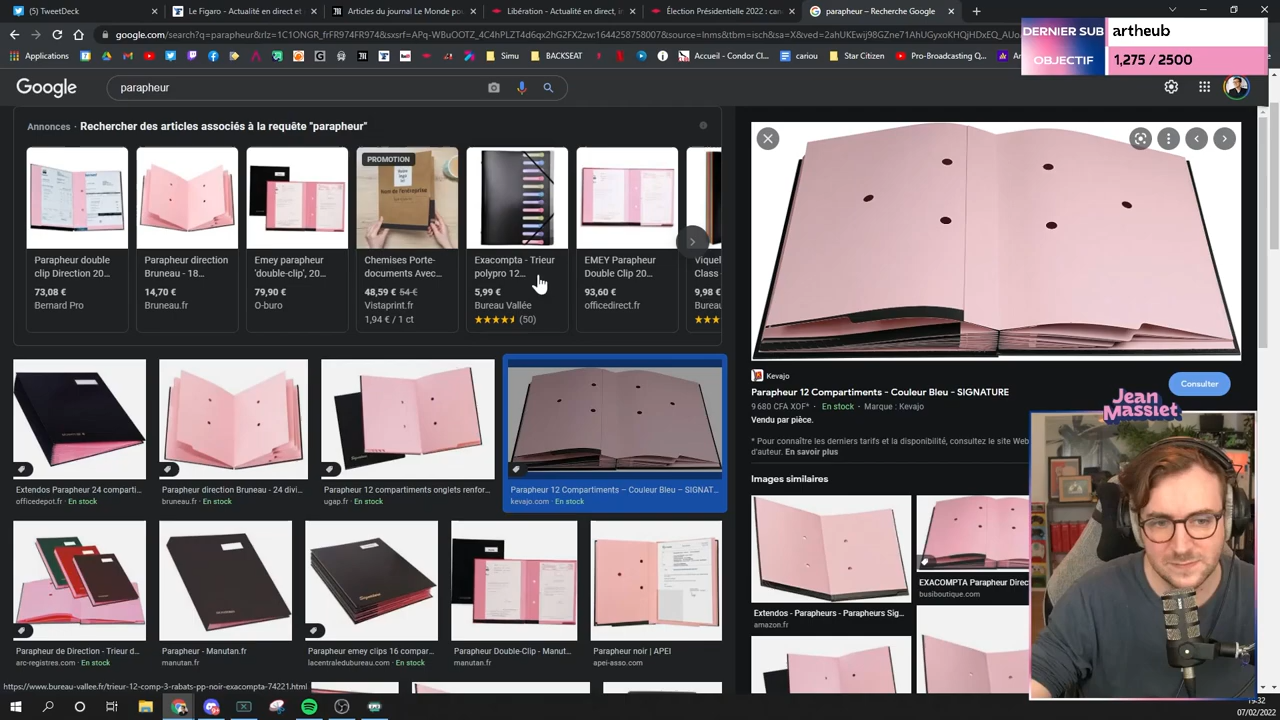 TweetDeck
Le Figaro - Actualité en direct et
Articles du journal Le Monde po
Libération - Actualité en direct, in
Élection Présidentielle 2022 : can
parapheur – Recherche Google
DERNIER SUB
artheub
OBJECTIF
1,275 / 2500
Applications
Simu
BACKSEAT
Accueil - Condor Cl...
cariou
Star Citizen
Pro-Broadcasting Q...
Google
parapheur
Annonces · Rechercher des articles associés à la requête "parapheur"
PROMOTION
Parapheur double
clip Direction 20...
73,08 €
Bernard Pro
Parapheur direction
Bruneau - 18...
14,70 €
Bruneau.fr
Emey parapheur
'double-clip', 20...
79,90 €
O-buro
Chemises Porte-
documents Avec...
48,59 € 54 €
Vistaprint.fr
1,94 € / 1 ct
Exacompta - Trieur
polypro 12...
5,99 €
Bureau Vallée
(50)
EMEY Parapheur
Double Clip 20...
93,60 €
officedirect.fr
Viquel
Class
9,98 €
Bureau
Extendos Parapheur 24 comparti...
officedepot.fr · En stock
Parapheur direction Bruneau - 24 divi...
bruneau.fr · En stock
Parapheur 12 compartiments onglets renfor...
ugap.fr · En stock
Parapheur 12 Compartiments – Couleur Bleu – SIGNAT...
kevajo.com · En stock
Kevajo
Parapheur 12 Compartiments – Couleur Bleu – SIGNATURE
Consulter
9 680 CFA XOF* · En stock · Marque : Kevajo
Vendu par pièce.
* Pour connaître les derniers tarifs et la disponibilité, consultez le site Web
d'auteur. En savoir plus
Jean
Massiet
Images similaires
Extendos - Parapheurs - Parapheurs Sig...
amazon.fr
EXACOMPTA Parapheur Direc
busiboutique.com
Parapheur de Direction - Trieur d...
arc-registres.com · En stock
Parapheur - Manutan.fr
manutan.fr
Parapheur emey clips 16 compar...
lacentraledubureau.com · En stock
Parapheur Double-Clip - Manut...
manutan.fr
Parapheur noir | APEI
apei-asso.com
https://www.bureau-vallee.fr/trieur-12-comp-3-rabats-pp-noir-exacompta-74221.html
19:32
07/02/2022